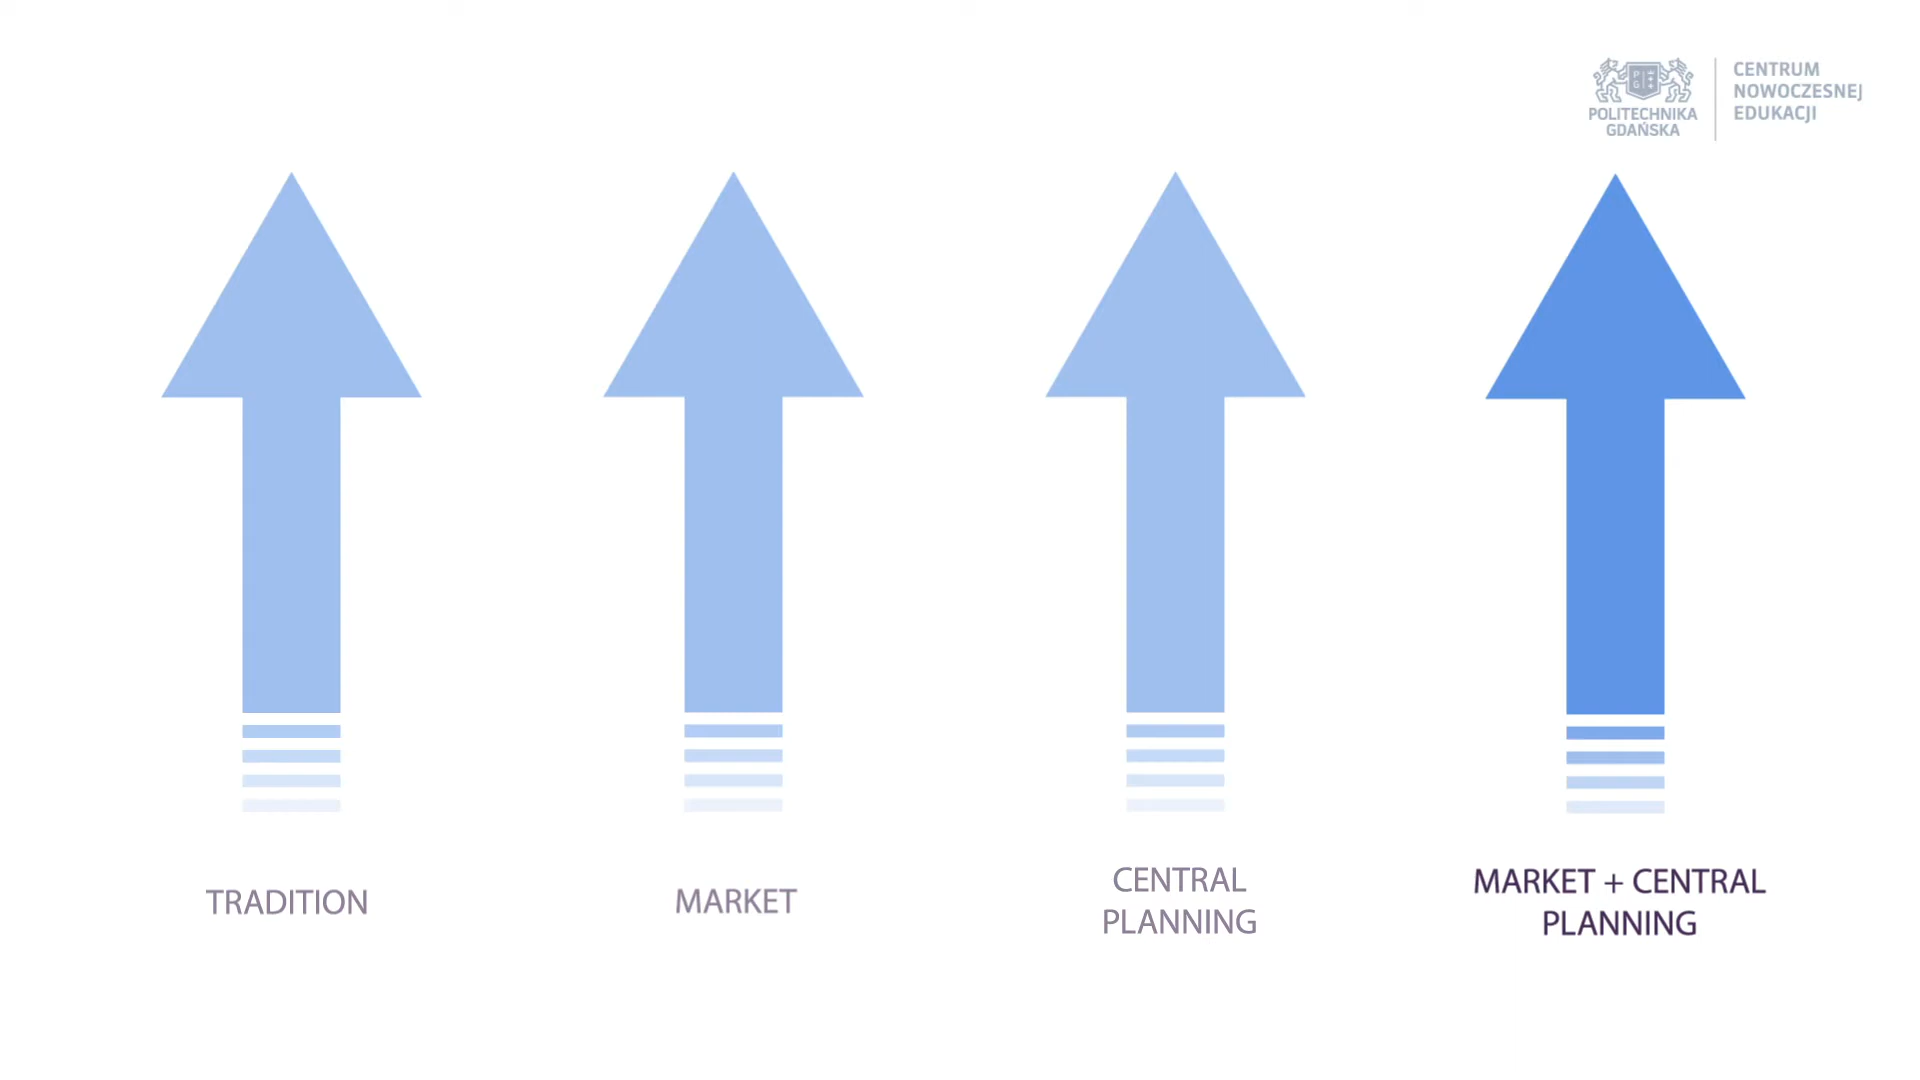 P G
POLITECHNIKA
GDAŃSKA
CENTRUM
NOWOCZESNEJ
EDUKACJI
TRADITION
MARKET
CENTRAL
PLANNING
MARKET + CENTRAL
PLANNING